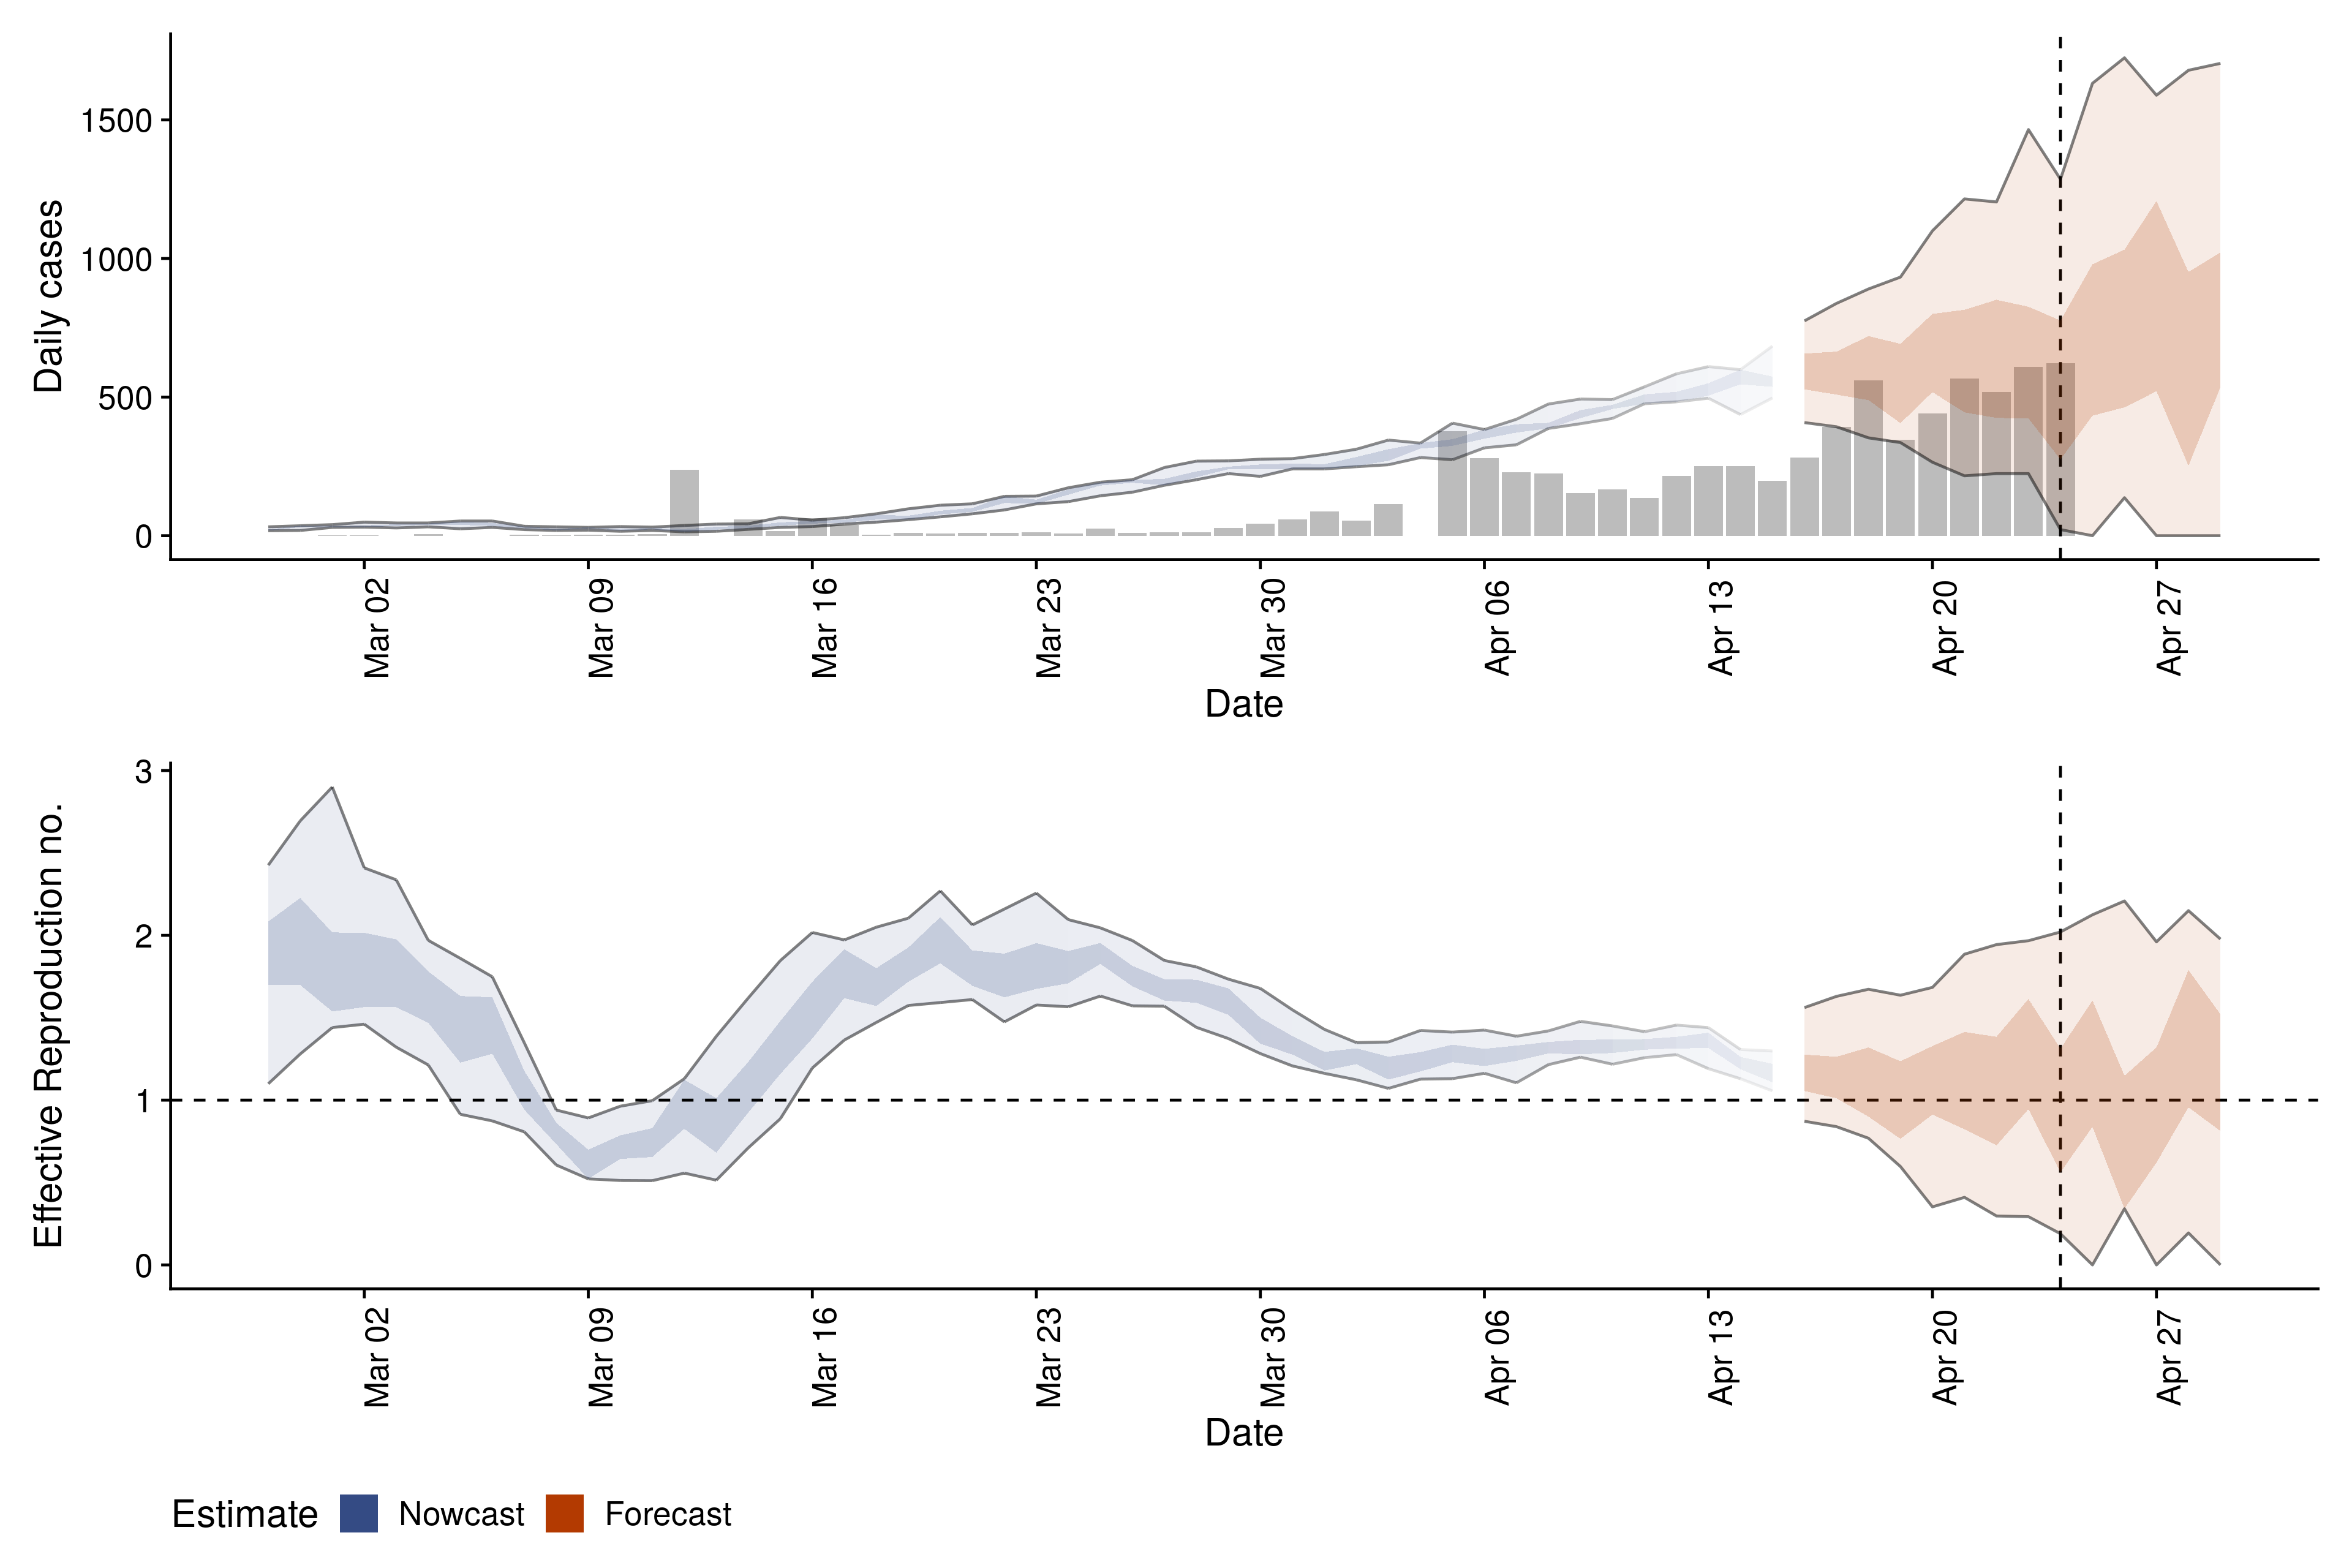 Daily cases
1500
1000
500
0
Mar 02
Mar 09
Mar 16
Mar 23
Mar 30
Apr 06
Apr 13
Apr 20
Apr 27
Date
Effective Reproduction no.
3
2
1
0
Mar 02
Mar 09
Mar 16
Mar 23
Mar 30
Apr 06
Apr 13
Apr 20
Apr 27
Date
Estimate Nowcast Forecast